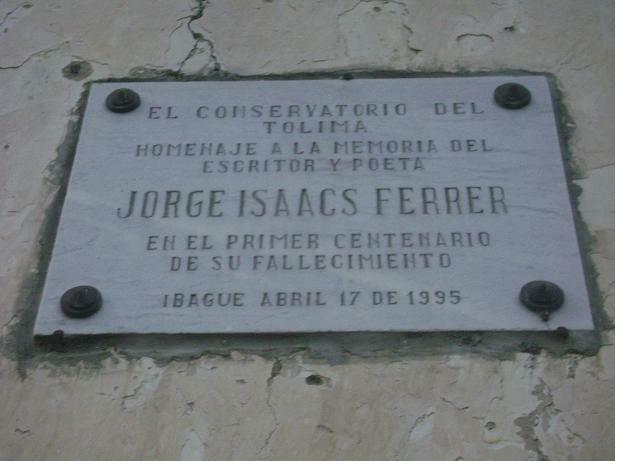 EL CONSERVATORIO DEL
TOLIMA
HOMENAJE A LA MEMORIA DEL
ESCRITOR Y POETA
JORGE ISAACS FERRER
EN EL PRIMER CENTENARIO
DE SU FALLECIMIENTO
IBAGUE ABRIL 17 DE 1995